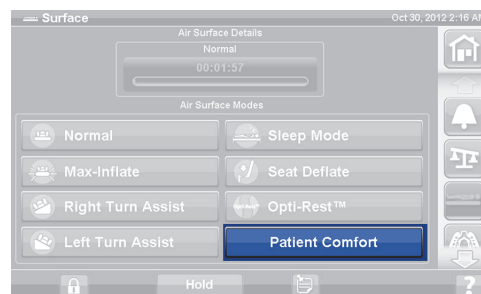 Surface
Oct 30, 2012 2:16 AM
Air Surface Details
Normal
00:01:57
Air Surface Modes
Normal
Sleep Mode
Max-Inflate
Seat Deflate
Right Turn Assist
Opti-Rest™
Left Turn Assist
Patient Comfort
Hold
?